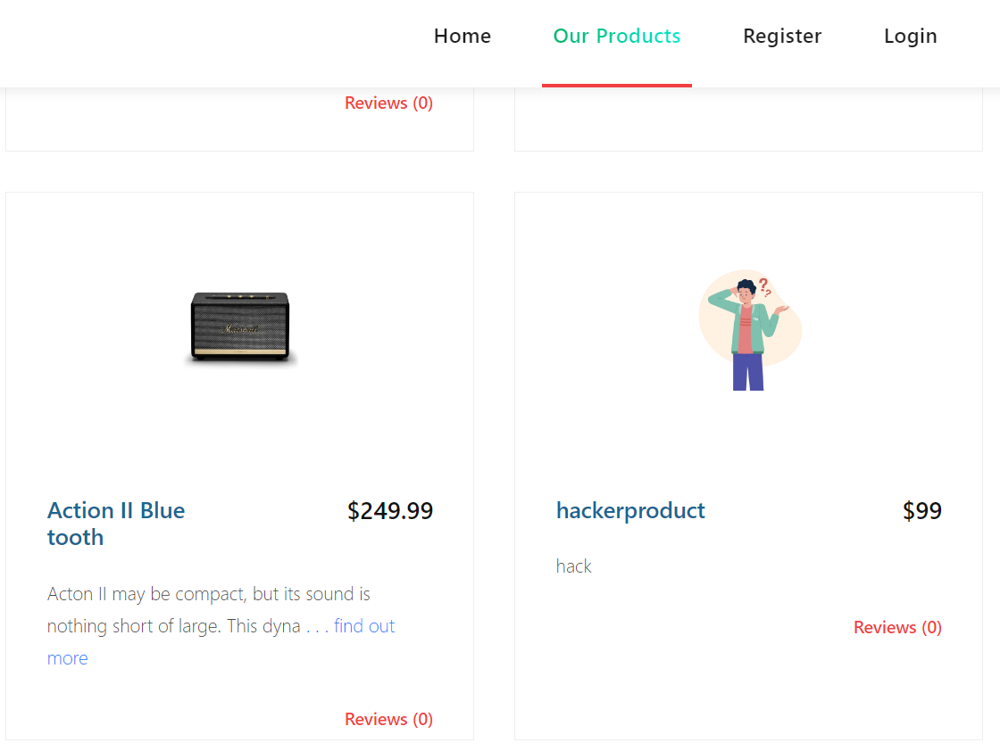 Home Our Products Register Login
Reviews (0)
Marshall
??
Action II Blue
tooth
$249.99
Acton II may be compact, but its sound is
nothing short of large. This dyna . . . find out
more
Reviews (0)
hackerproduct
$99
hack
Reviews (0)